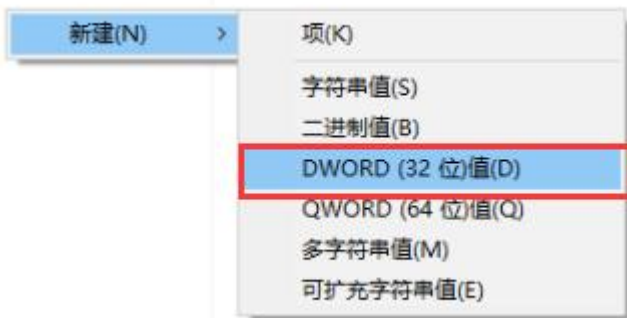 新建(N) >
项(K)
字符串值(S)
二进制值(B)
DWORD (32 位)值(D)
QWORD (64 位)值(Q)
多字符串值(M)
可扩充字符串值(E)